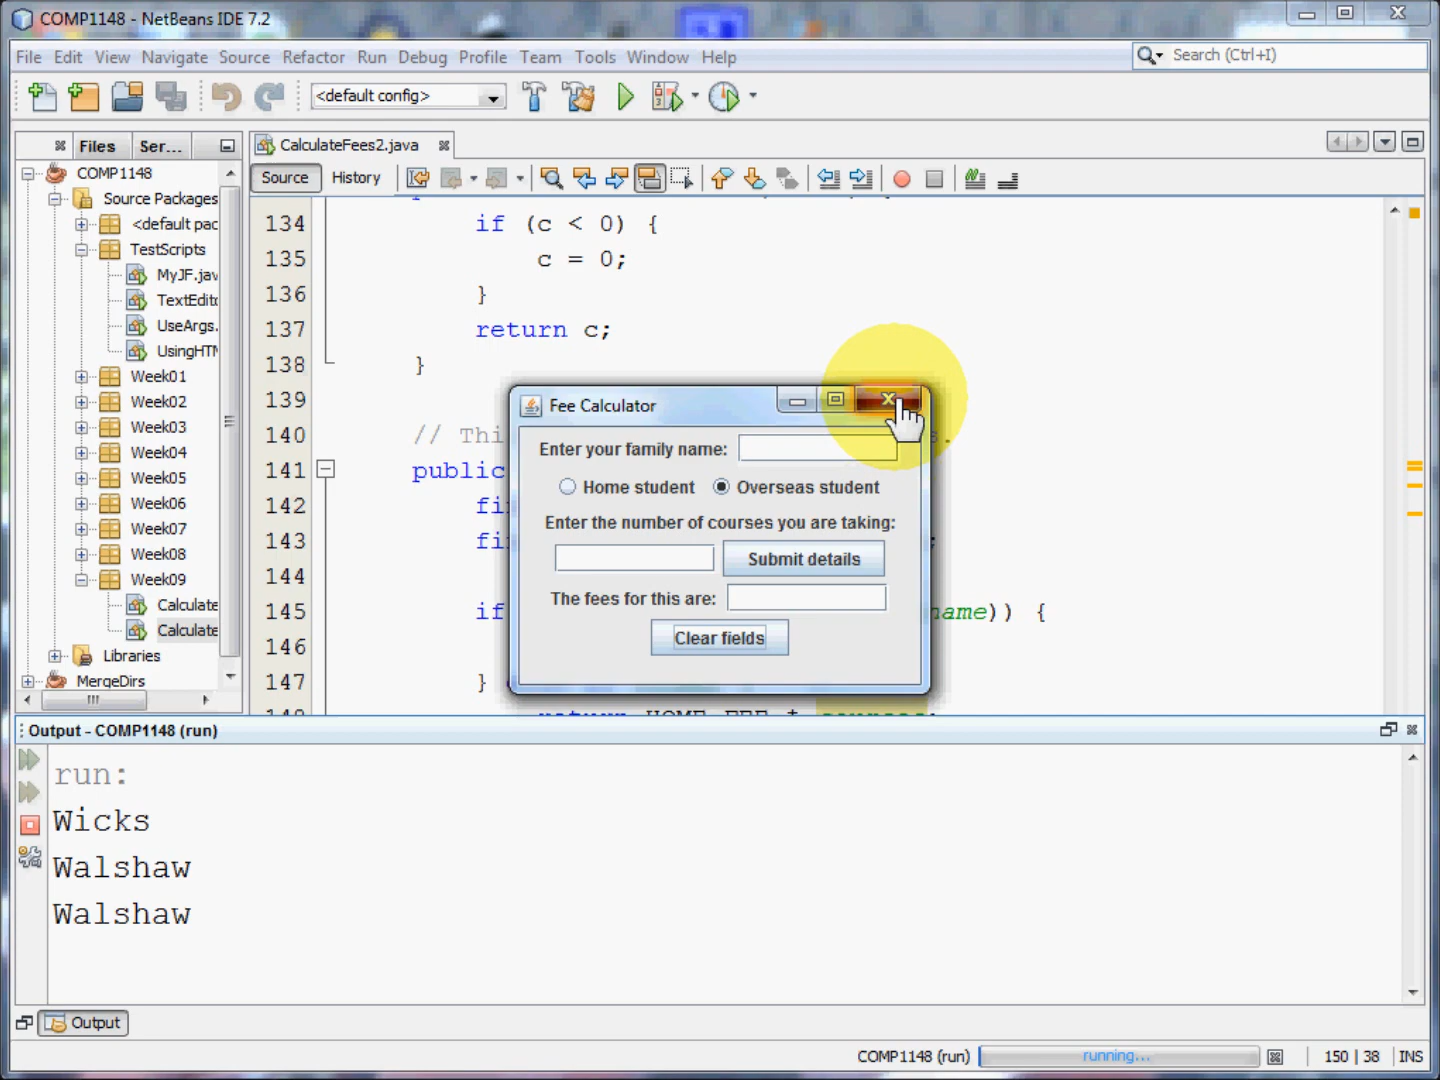 COMP1148 - NetBeans IDE 7.2
File Edit View Navigate Source Refactor Run Debug Profile Team Tools Window Help
Search (Ctrl+I)
<default config>
Files Ser...
CalculateFees2.java
Source History
COMP1148
Source Packages
<default pac
TestScripts
MyJF.jav
TextEdito
UseArgs.
UsingHTM
Week01
Week02
Week03
Week04
Week05
Week06
Week07
Week08
Week09
Calculate
Calculate
Libraries
MergeDirs
134 if (c < 0) {
135 c = 0;
136 }
137 return c;
138 }
139
140 // Thi s.
141 public
142 fi
143 fi ;
144
145 if name)) {
146
147 }
return HOME_FEE * courses;
Fee Calculator
Enter your family name:
Home student Overseas student
Enter the number of courses you are taking:
Submit details
The fees for this are:
Clear fields
Output - COMP1148 (run)
run:
Wicks
Walshaw
Walshaw
Output
COMP1148 (run) running... 150 | 38 INS